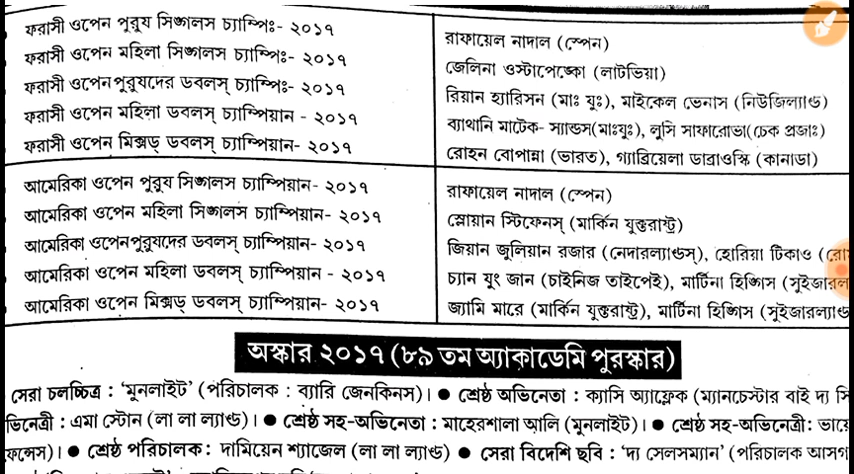 ফরাসী ওপেন পুরুষ সিঙ্গলস চ্যাম্পিঃ- ২০১৭ রাফায়েল নাদাল (স্পেন)
ফরাসী ওপেন মহিলা সিঙ্গালস চ্যাম্পিঃ- ২০১৭ জেলিনা ওস্টাপেঙ্কো (লাটভিয়া)
ফরাসী ওপেনপুরুষদের ডবলস্ চ্যাম্পিঃ- ২০১৭ রিয়ান হ্যারিসন (মাঃ যুঃ), মাইকেল ভেনাস (নিউজিল্যাণ্ড)
ফরাসী ওপেন মহিলা ডবলস্ চ্যাম্পিয়ান - ২০১৭ ব্যাথানি মাটেক- স্যান্ডস(মাঃযুঃ), লুসি সাফারোভা(চেক প্রজাঃ)
ফরাসী ওপেন মিক্সড্ ডবলস্ চ্যাম্পিয়ান- ২০১৭ রোহন বোপান্না (ভারত), গ্যাব্রিয়েলা ডাব্রাওস্কি (কানাডা)
আমেরিকা ওপেন পুরুষ সিঙ্গালস চ্যাম্পিয়ান- ২০১৭ রাফায়েল নাদাল (স্পেন)
আমেরিকা ওপেন মহিলা সিঙ্গালস চ্যাম্পিয়ান- ২০১৭ স্লোয়ান স্টিফেনস্ (মার্কিন যুক্তরাষ্ট্র)
আমেরিকা ওপেনপুরুষদের ডবলস্ চ্যাম্পিয়ান- ২০১৭ জিয়ান জুলিয়ান রজার (নেদারল্যাণ্ডস্), হোরিয়া টিকাও
আমেরিকা ওপেন মহিলা ডবলস্ চ্যাম্পিয়ান - ২০১৭ চ্যান যুং জান (চাইনিজ তাইপেই), মার্টিনা হিঙ্গিস
আমেরিকা ওপেন মিক্সড্ ডবলস্ চ্যাম্পিয়ান- ২০১৭ জ্যামি মারে (মার্কিন যুক্তরাষ্ট্র), মার্টিনা হিঙ্গিস (সুইজারল্যাণ্ড
অস্কার ২০১৭ (৮৯ তম অ্যাকাডেমি পুরস্কার)
সেরা চলচ্চিত্র : ‘মুনলাইট’ (পরিচালক : ব্যারি জেনকিনস)। ● শ্রেষ্ঠ অভিনেতা : ক্যাসি অ্যাফ্লেক (ম্যানচেস্টার বাই দ্য
ভিনেত্রী : এমা স্টোন (লা লা ল্যাণ্ড)। ● শ্রেষ্ঠ সহ-অভিনেতা : মাহেরশালা আলি (মুনলাইট)। ● শ্রেষ্ঠ সহ-অভিনেত্রী:
● শ্রেষ্ঠ পরিচালক : দামিয়েন শ্যাজেল (লা লা ল্যাণ্ড) ● সেরা বিদেশি ছবি : ‘দ্য সেলসম্যান’ (পরিচালক